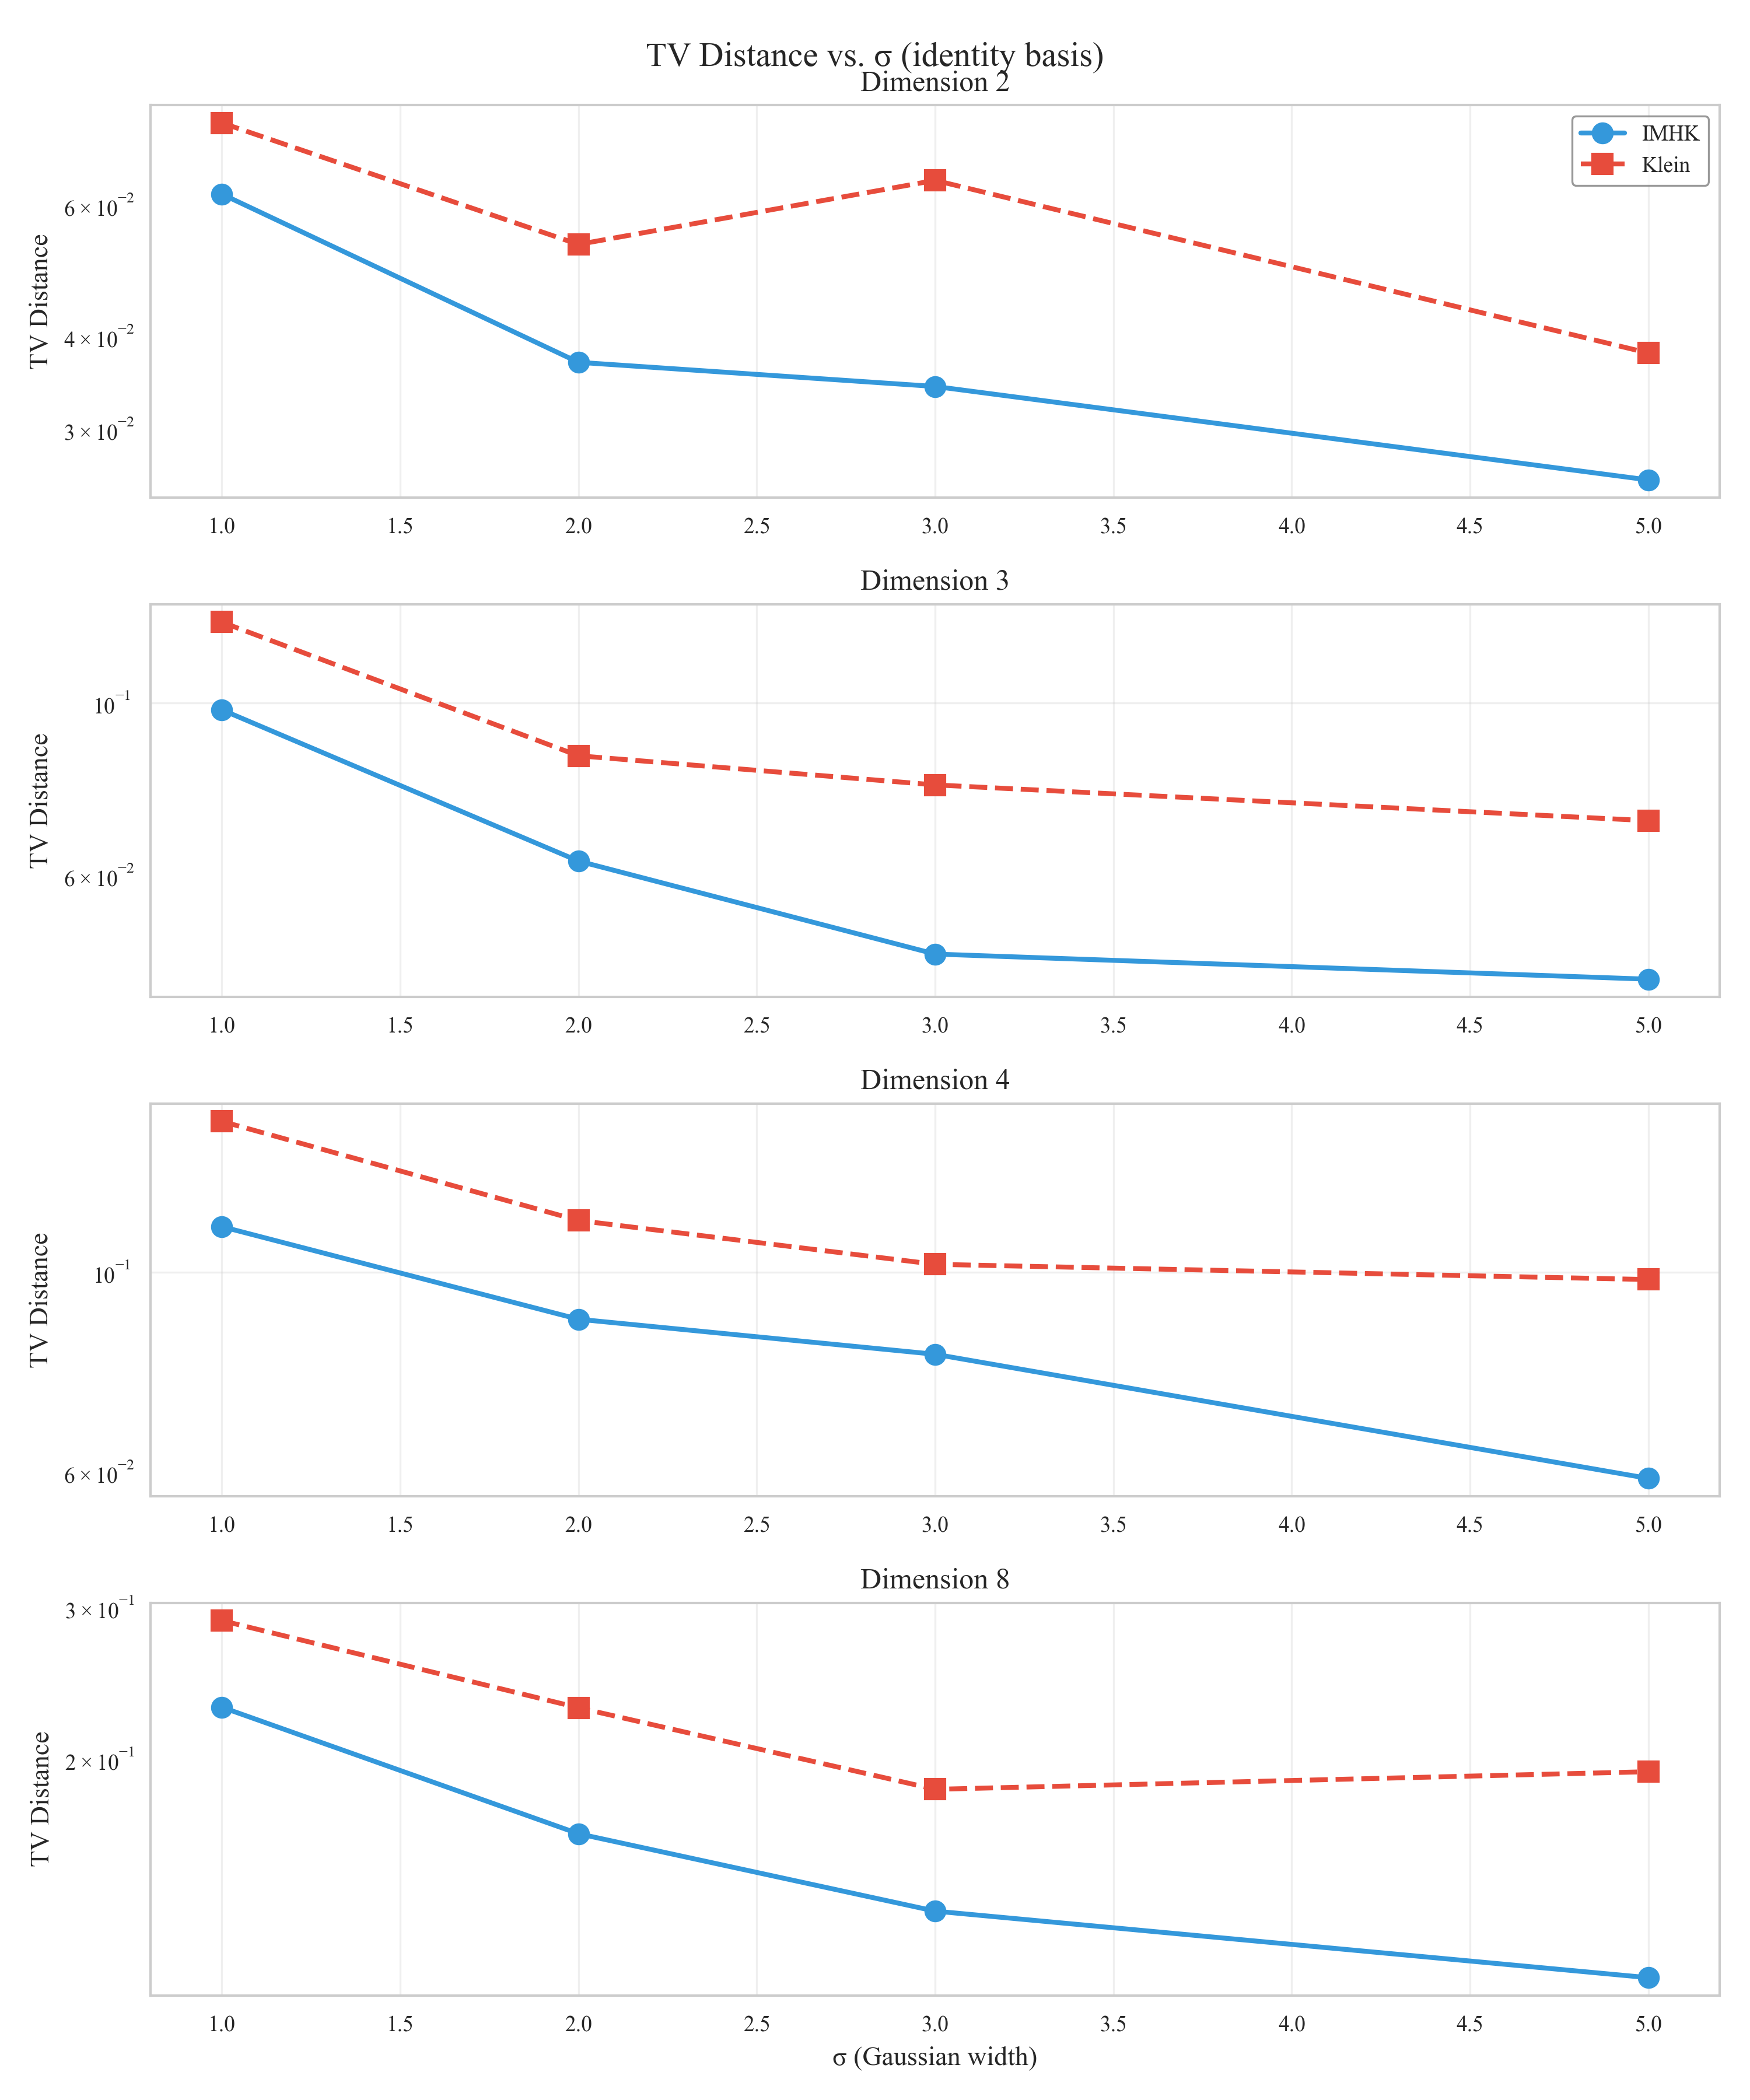 TV Distance vs. σ (identity basis)
Dimension 2
IMHK
Klein
TV Distance
6 × 10⁻²
4 × 10⁻²
3 × 10⁻²
1.0 1.5 2.0 2.5 3.0 3.5 4.0 4.5 5.0
Dimension 3
TV Distance
10⁻¹
6 × 10⁻²
1.0 1.5 2.0 2.5 3.0 3.5 4.0 4.5 5.0
Dimension 4
TV Distance
10⁻¹
6 × 10⁻²
1.0 1.5 2.0 2.5 3.0 3.5 4.0 4.5 5.0
Dimension 8
TV Distance
3 × 10⁻¹
2 × 10⁻¹
1.0 1.5 2.0 2.5 3.0 3.5 4.0 4.5 5.0
σ (Gaussian width)